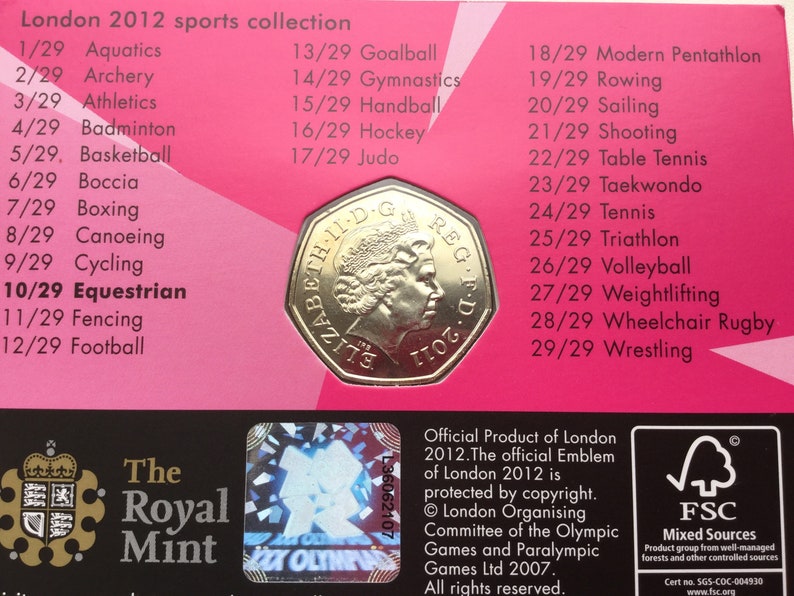 London 2012 sports collection
1/29 Aquatics
2/29 Archery
3/29 Athletics
4/29 Badminton
5/29. Basketball
6/29 Boccia
7/29 Boxing
8/29 Canoeing
9/29 Cycling
10/29 Equestrian
11/29 Fencing
12/29 Football
13/29 Goalball
14/29 Gymnastics
15/29 Handball
16/29 Hockey
17/29 Judo
18/29 Modern Pentathlon
19/29 Rowing
20/29 Sailing
21/29 Shooting
22/29 Table Tennis
23/29 Taekwondo
24/29 Tennis
25/29 Triathlon
26/29 Volleyball
27/29 Weightlifting
28/29 Wheelchair Rugby
29/29 Wrestling
ELIZABETH·II·D·G REG·F·D·2011
IRB
The
Royal
Mint
L36062107
OLYMPI
Official Product of London
2012.The official Emblem
of London 2012 is
protected by copyright.
© London Organising
Committee of the Olympic
Games and Paralympic
Games Ltd 2007.
All rights reserved.
©
FSC
Mixed Sources
Product group from well-managed
forests and other controlled sources
Cert no. SGS-COC-004930
www.fsc.org